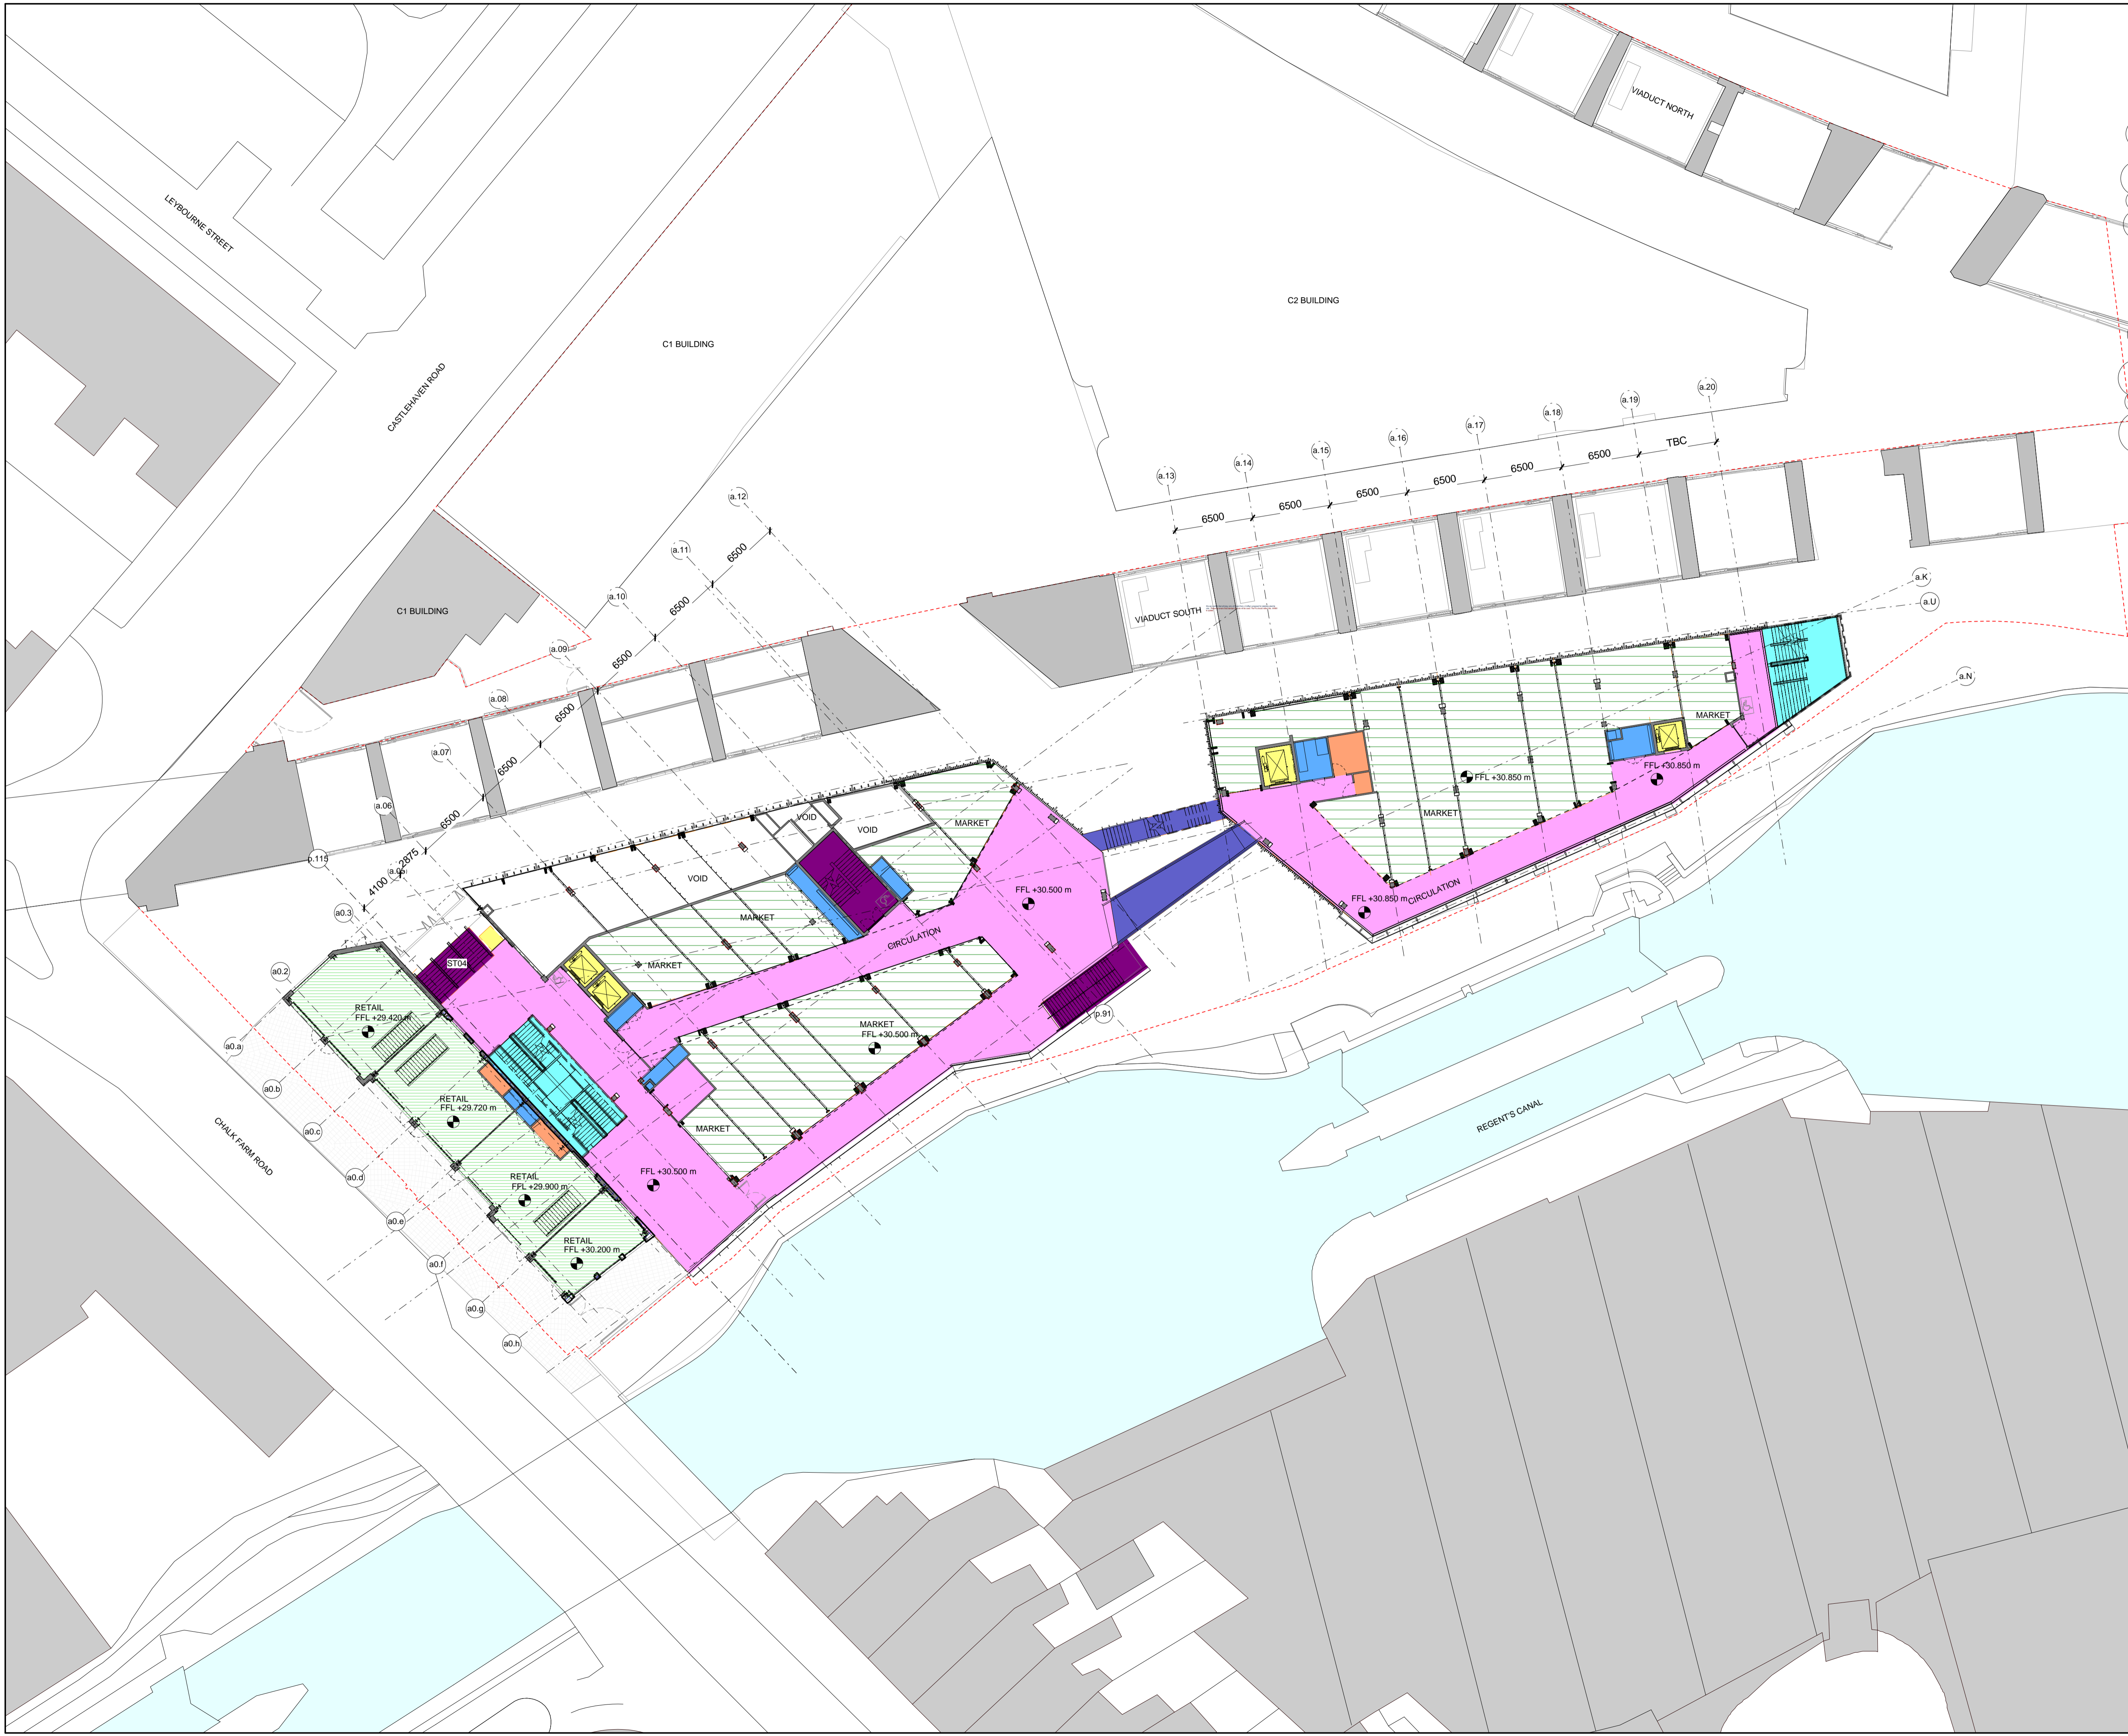 VIADUCT NORTH
LEYBOURNE STREET
C2 BUILDING
C1 BUILDING
CASTLEHAVEN ROAD
a.20
a.19
a.18
a.17
a.16
a.15
a.14
a.13
TBC
6500
6500
6500
6500
6500
6500
a.12
a.11
a.10
a.09
a.08
a.07
a.06
a.05
p.115
6500
6500
6500
6500
6500
6500
2875
4100
C1 BUILDING
VIADUCT SOUTH
a.K
a.U
a.N
MARKET
FFL +30.850 m
FFL +30.850 m
MARKET
FFL +30.850 m
CIRCULATION
VOID
VOID
MARKET
VOID
FFL +30.500 m
MARKET
CIRCULATION
MARKET
a0.3
a0.2
ST04
RETAIL
FFL +29.420 m
p.91
MARKET
FFL +30.500 m
a0.a
a0.b
a0.c
a0.d
a0.e
a0.f
a0.g
a0.h
RETAIL
FFL +29.720 m
MARKET
REGENT'S CANAL
CHALK FARM ROAD
FFL +30.500 m
RETAIL
FFL +29.900 m
RETAIL
FFL +30.200 m